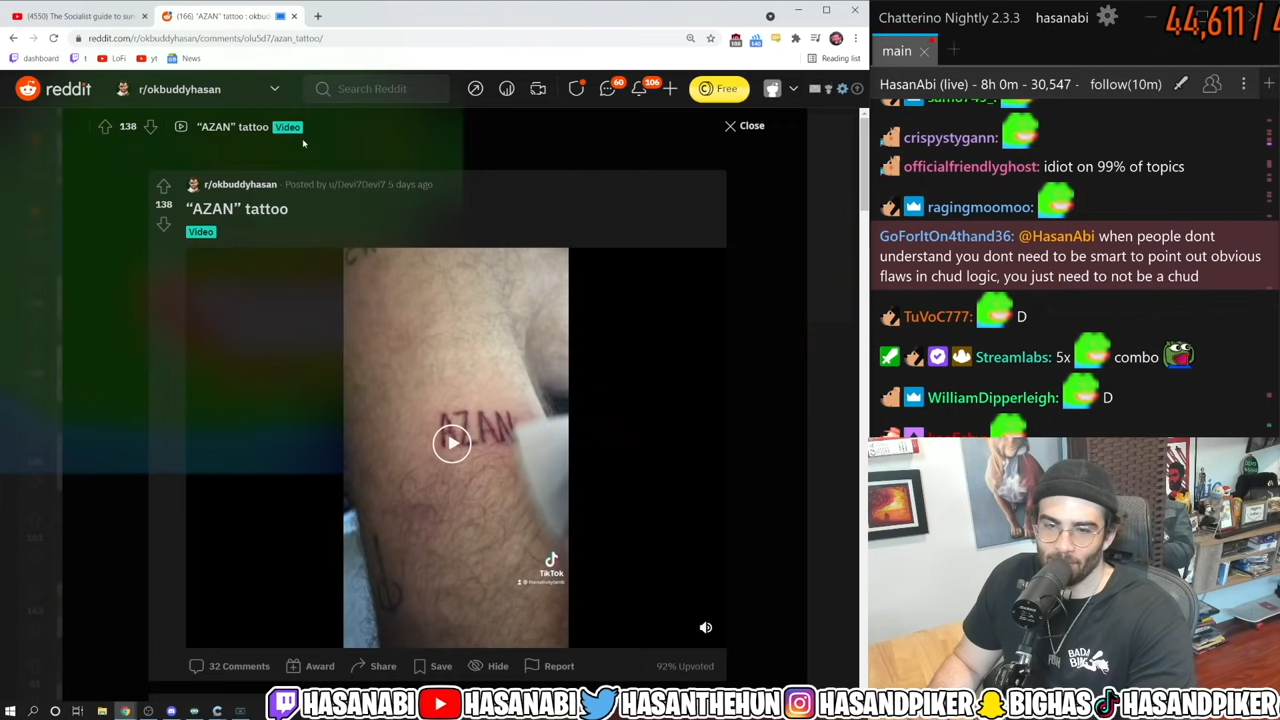 (4550) The Socialist guide to sur
(166) "AZAN" tattoo : okbud
reddit.com/r/okbuddyhasan/comments/olu5d7/azan_tattoo/
dashboard
t
LoFi
yt
News
Reading list
reddit
r/okbuddyhasan
Search Reddit
60
106
Free
138
“AZAN” tattoo
Video
Close
r/okbuddyhasan · Posted by u/Devi7Devi7 5 days ago
138
“AZAN” tattoo
Video
AZAN
TikTok
32 Comments
Award
Share
Save
Hide
Report
92% Upvoted
Chatterino Nightly 2.3.3
hasanabi
44,611 / 4
main
HasanAbi (live) - 8h 0m - 30,547 - follow(10m)
crispystygann:
officialfriendlyghost: idiot on 99% of topics
ragingmoomoo:
GoForItOn4thand36: @HasanAbi when people dont
understand you dont need to be smart to point out obvious
flaws in chud logic, you just need to not be a chud
TuVoC777: D
Streamlabs: 5x combo
WilliamDipperleigh: D
HASANABI
HASANABI
HASANTHEHUN
HASANDPIKER
BIGHAS
HASANDPIKER